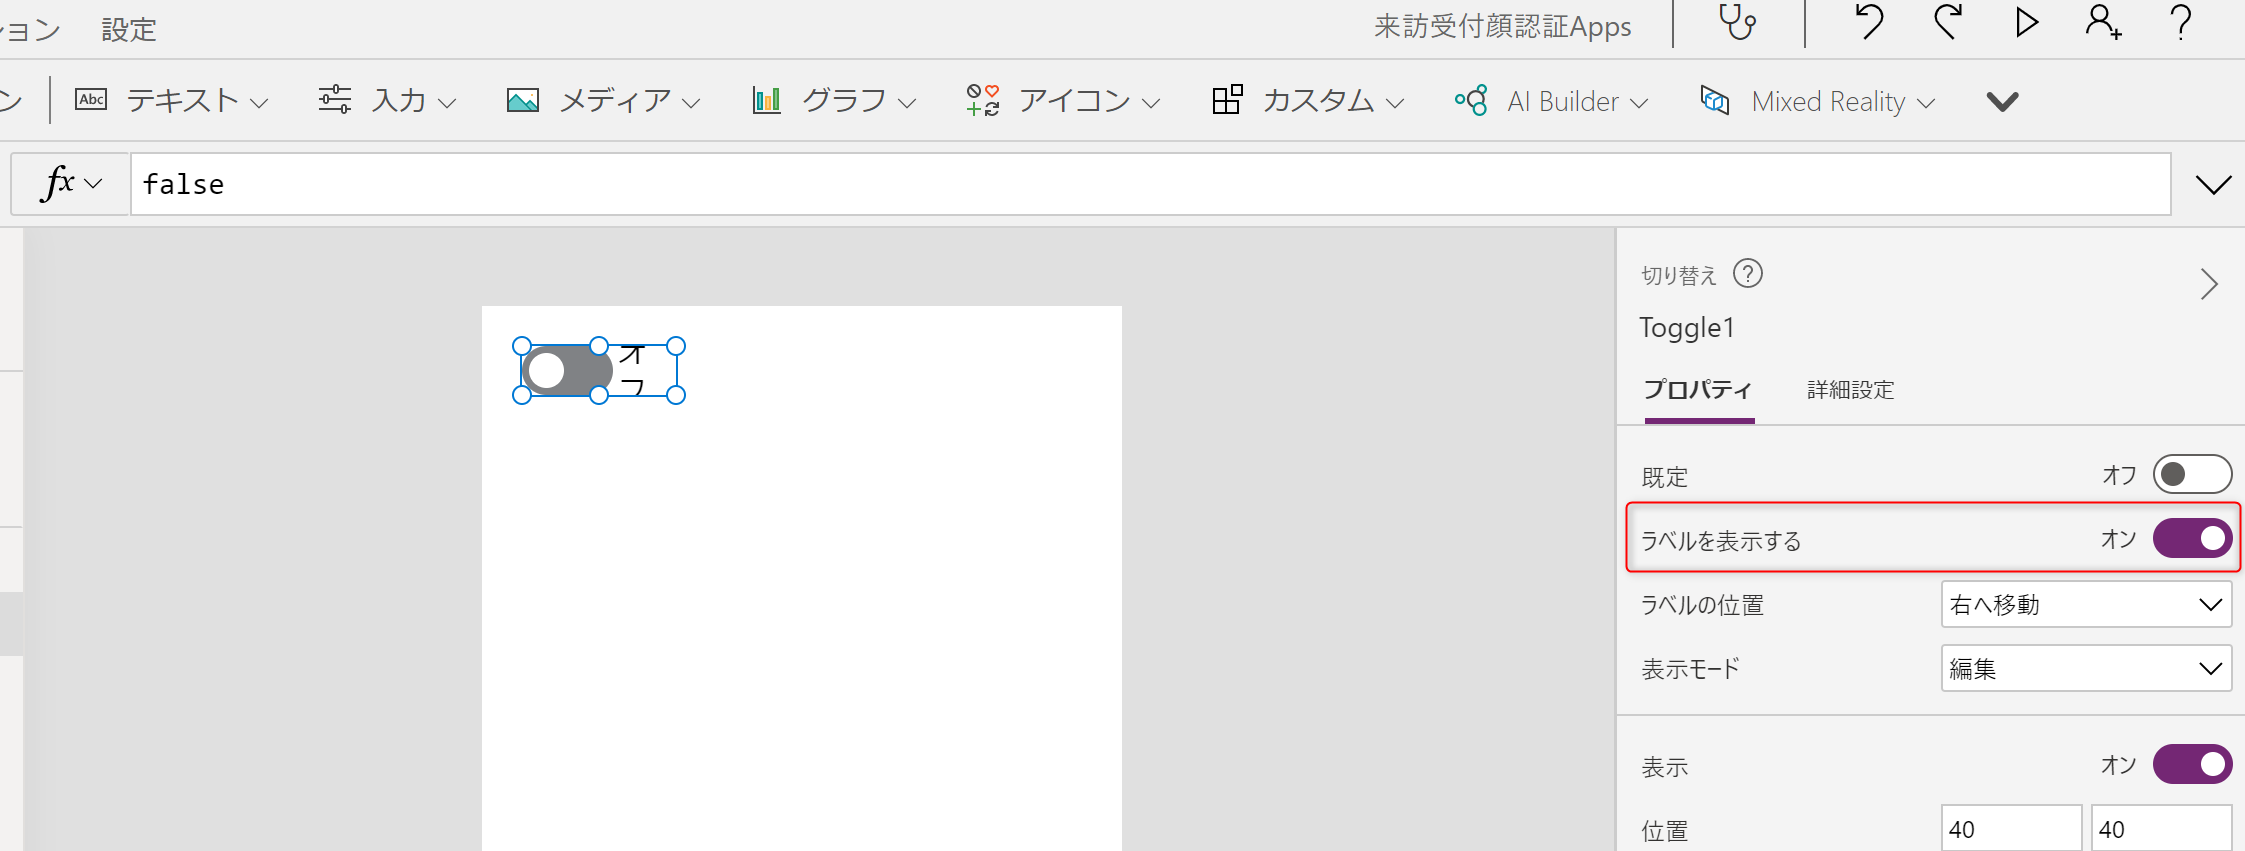 ション 設定 来訪受付顔認証Apps
ン Abc テキスト 入力 メディア グラフ アイコン カスタム AI Builder Mixed Reality
fx false
切り替え ?
Toggle1
プロパティ 詳細設定
オフ
既定 オフ
ラベルを表示する オン
ラベルの位置 右へ移動
表示モード 編集
表示 オン
位置 40 40